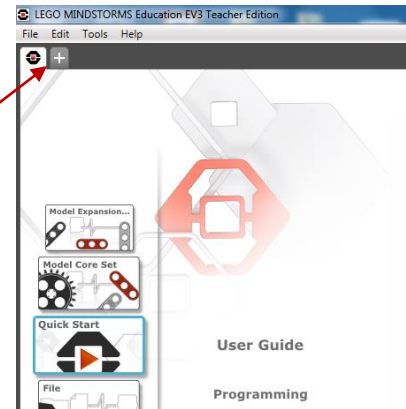 LEGO MINDSTORMS Education EV3 Teacher Edition
File Edit Tools Help
Model Expansion...
Model Core Set
Quick Start
User Guide
File
Programming